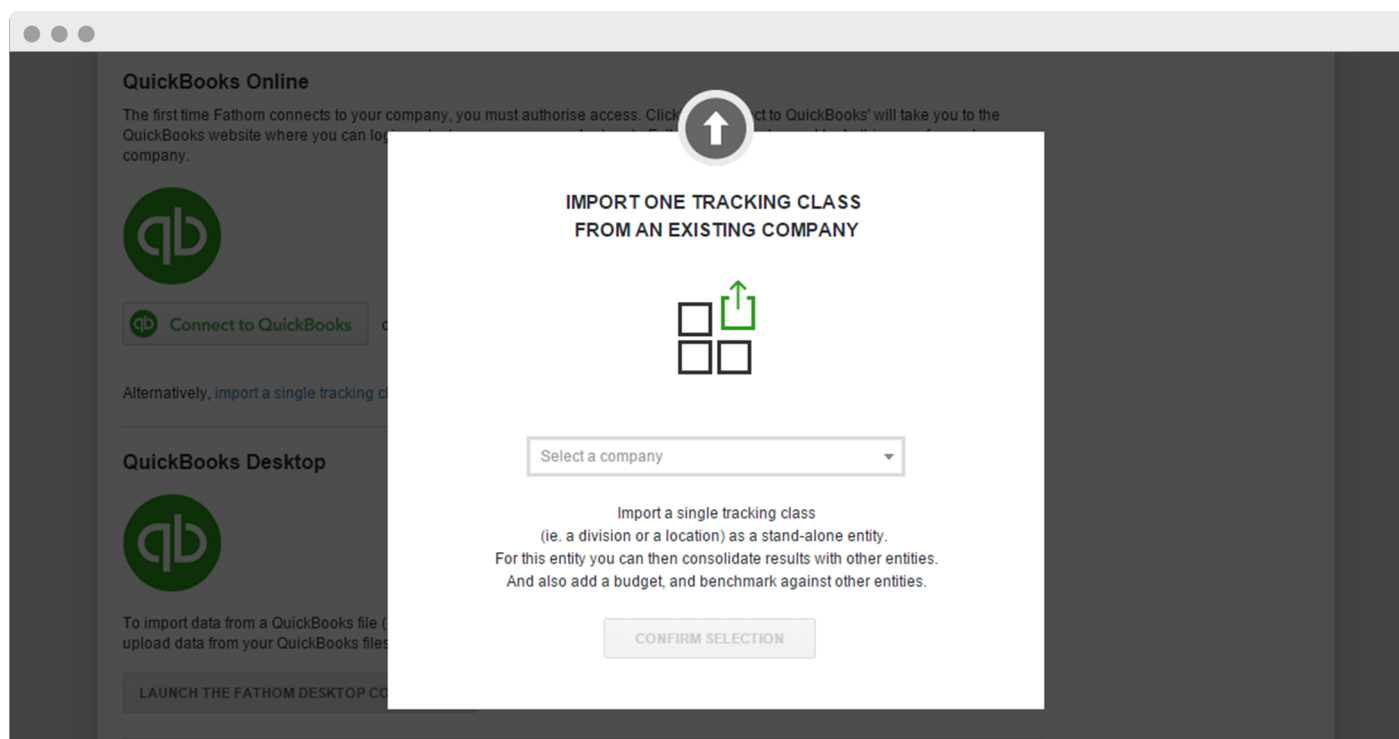 QuickBooks Online
The first time Fathom connects to your company, you must authorise access. Click ct to QuickBooks' will take you to the
QuickBooks website where you can
company.
qb
qb Connect to QuickBooks
Alternatively, import a single tracking
QuickBooks Desktop
qb
To import data from a QuickBooks file (
upload data from your QuickBooks files
LAUNCH THE FATHOM DESKTOP
IMPORT ONE TRACKING CLASS
FROM AN EXISTING COMPANY
Select a company
Import a single tracking class
(ie. a division or a location) as a stand-alone entity.
For this entity you can then consolidate results with other entities.
And also add a budget, and benchmark against other entities.
CONFIRM SELECTION